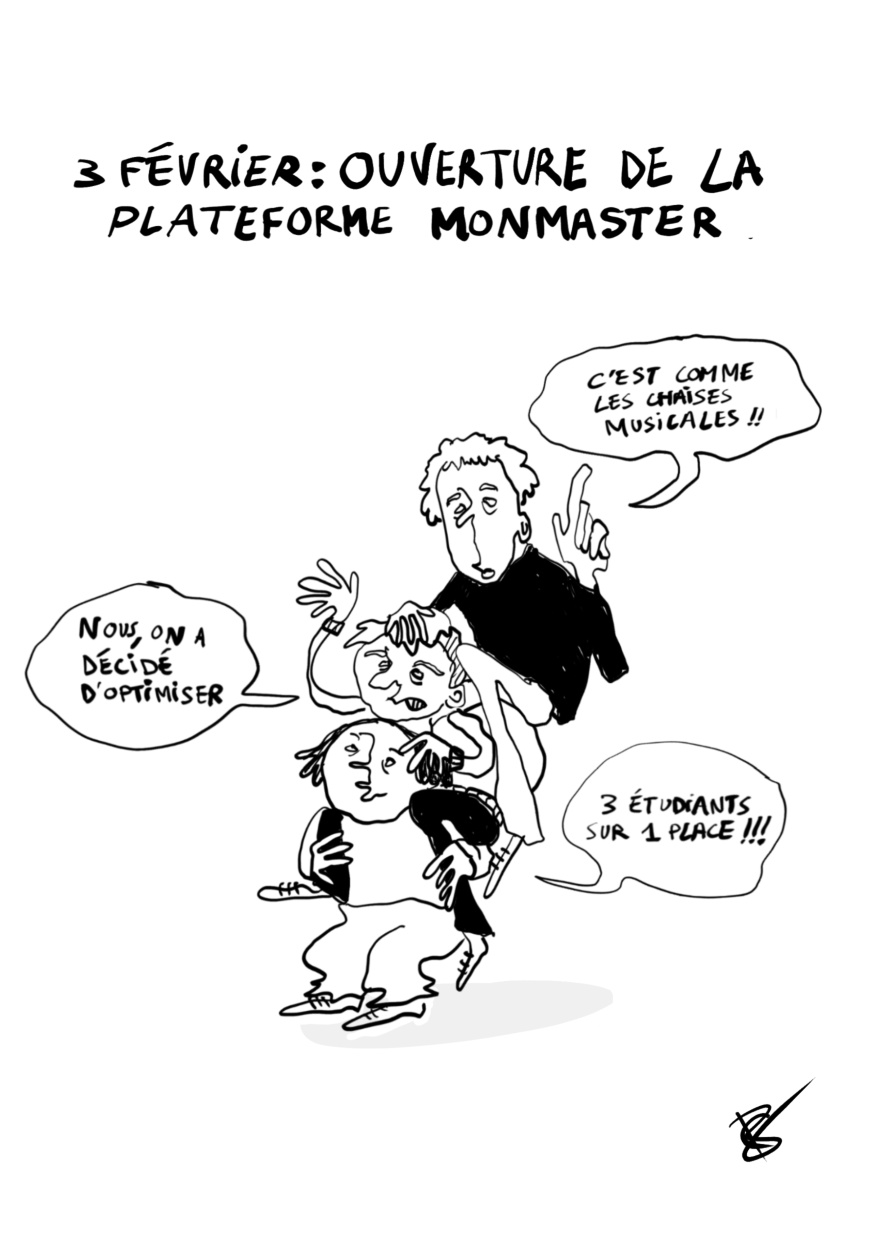 3 FÉVRIER: OUVERTURE DE LA
PLATEFORME MONMASTER
C'EST COMME
LES CHAISES
MUSICALES !!
NOUS, ON A
DÉCIDÉ
D'OPTIMISER
3 ÉTUDIANTS
SUR 1 PLACE !!!